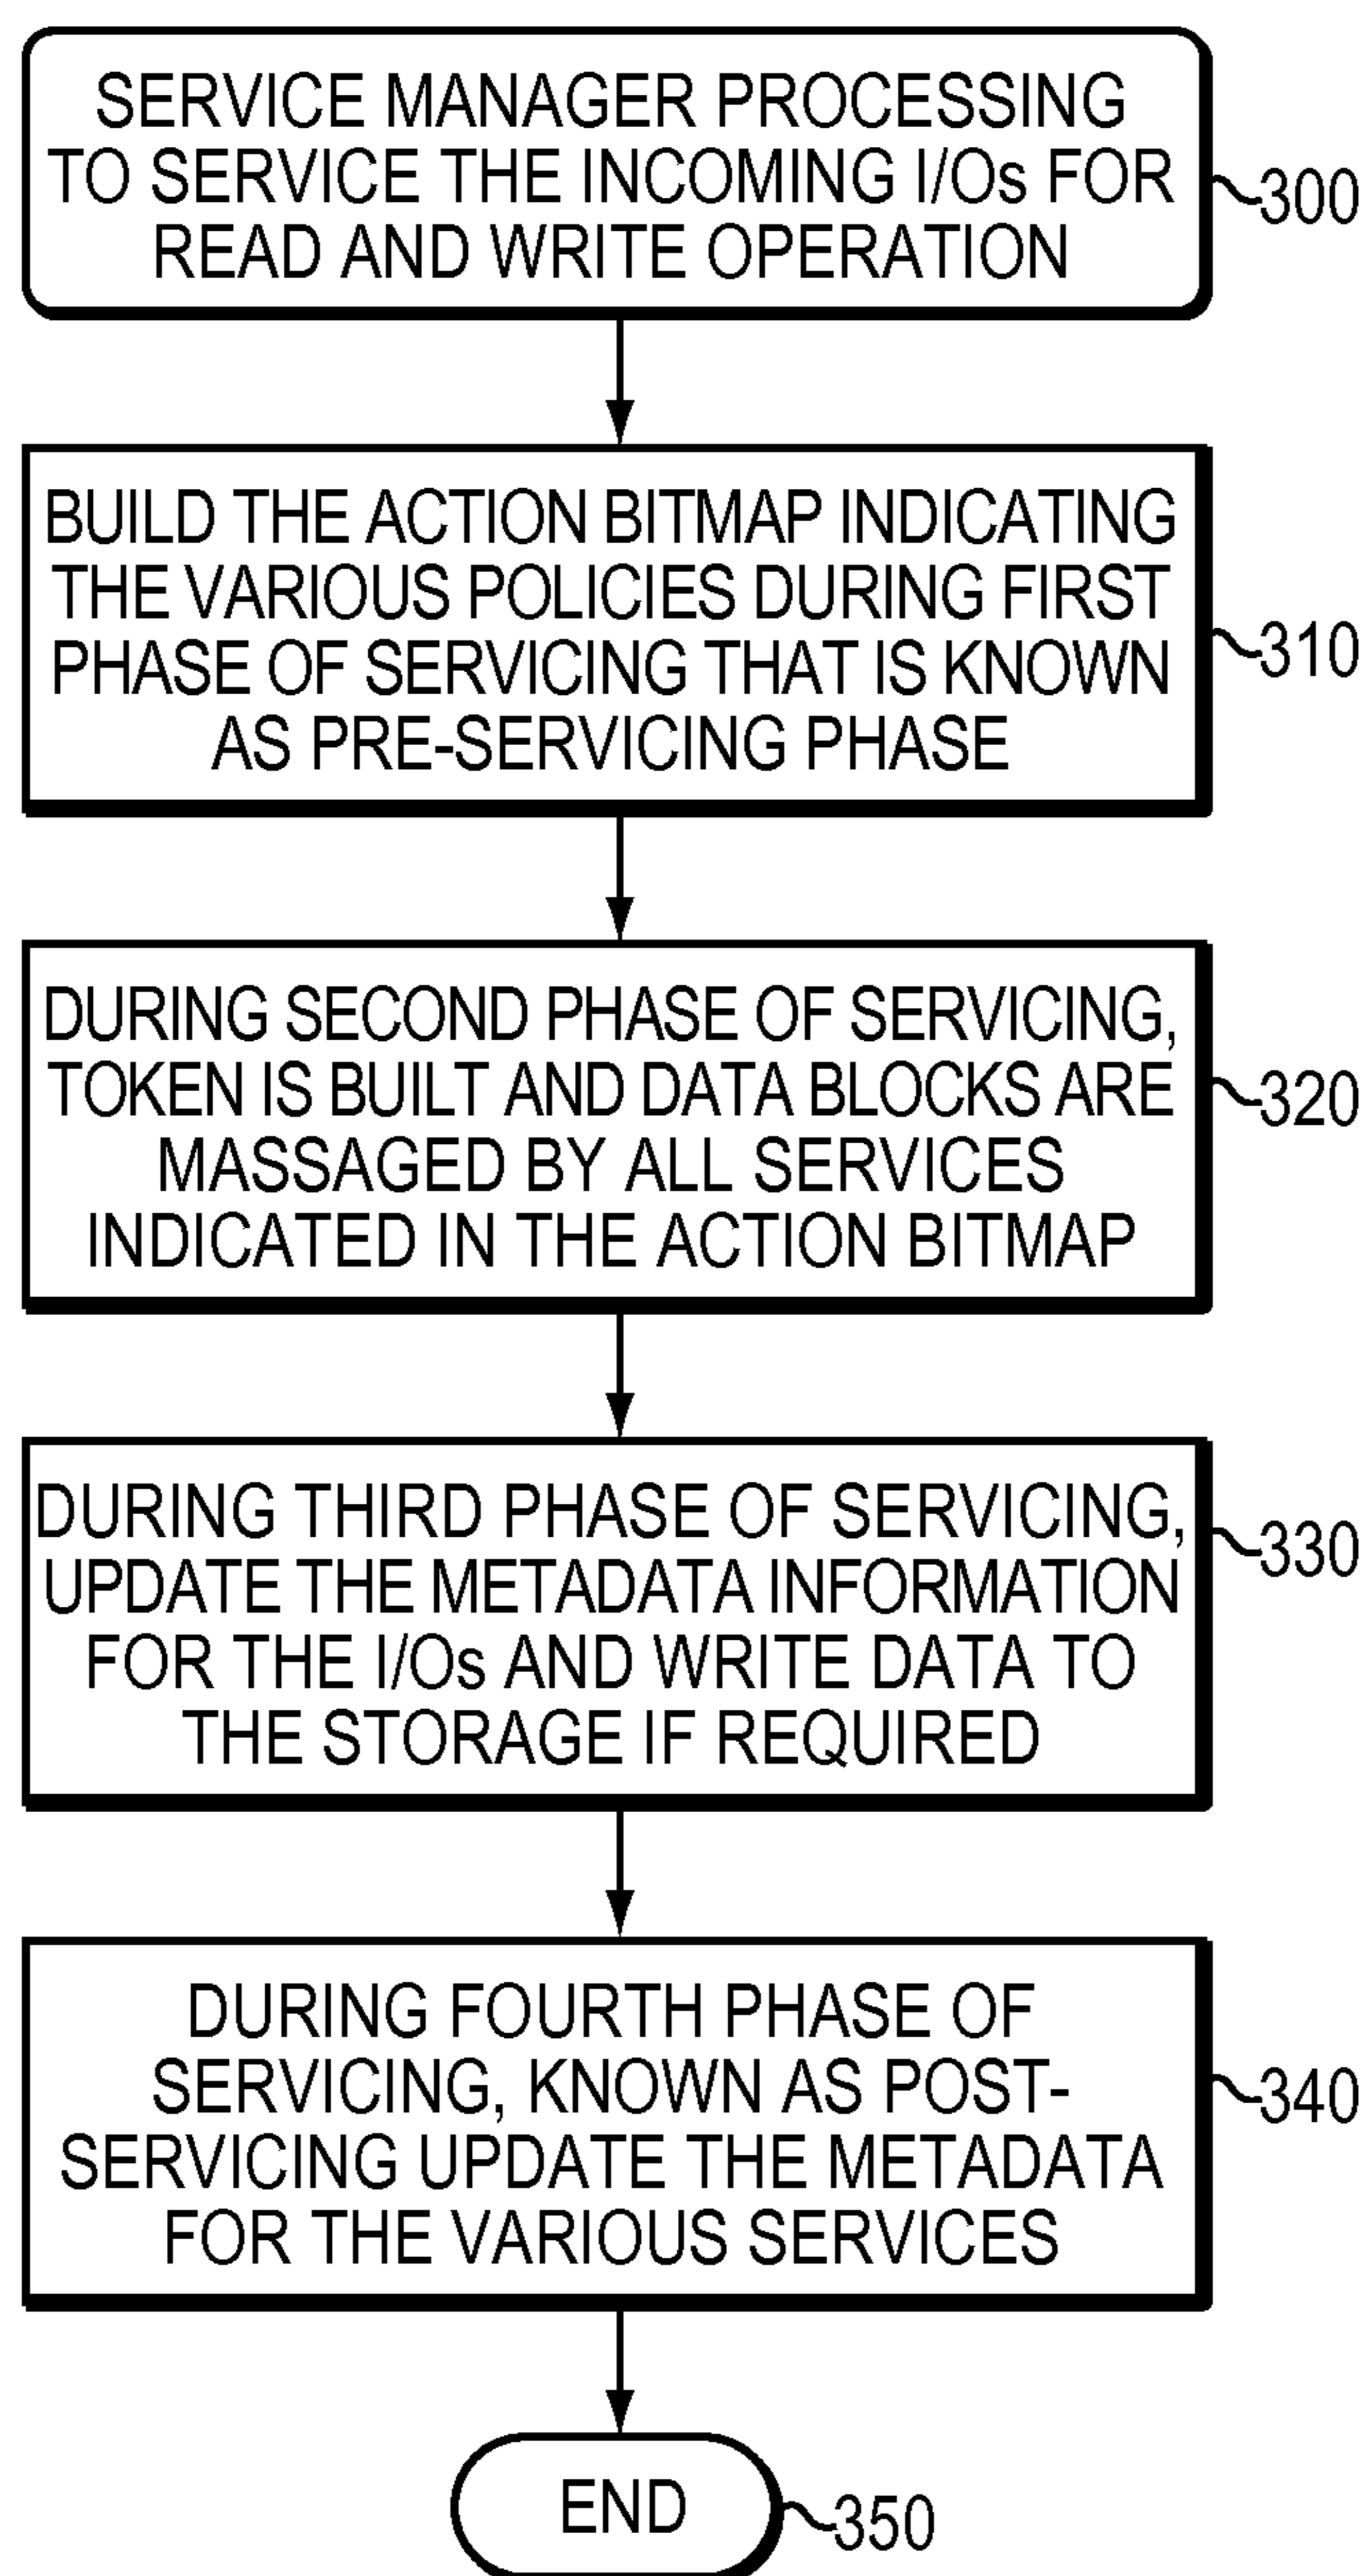 SERVICE MANAGER PROCESSING
TO SERVICE THE INCOMING I/Os FOR
READ AND WRITE OPERATION
300
BUILD THE ACTION BITMAP INDICATING
THE VARIOUS POLICIES DURING FIRST
PHASE OF SERVICING THAT IS KNOWN
AS PRE-SERVICING PHASE
310
DURING SECOND PHASE OF SERVICING,
TOKEN IS BUILT AND DATA BLOCKS ARE
MASSAGED BY ALL SERVICES
INDICATED IN THE ACTION BITMAP
320
DURING THIRD PHASE OF SERVICING,
UPDATE THE METADATA INFORMATION
FOR THE I/Os AND WRITE DATA TO
THE STORAGE IF REQUIRED
330
DURING FOURTH PHASE OF
SERVICING, KNOWN AS POST-
SERVICING UPDATE THE METADATA
FOR THE VARIOUS SERVICES
340
END
350